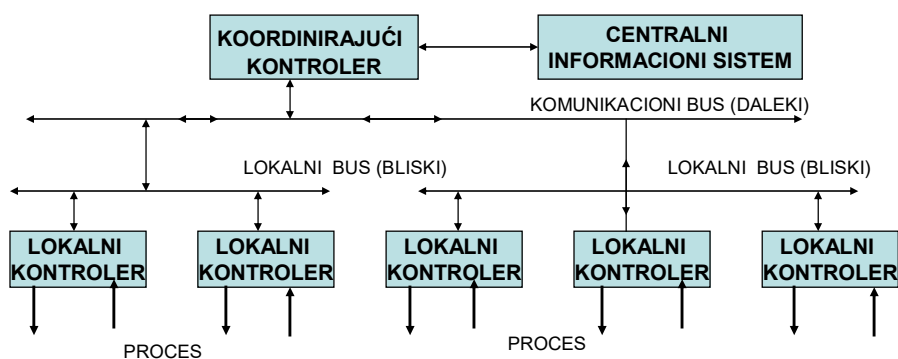 KOORDINIRAJUĆI
KONTROLER
CENTRALNI
INFORMACIONI SISTEM
KOMUNIKACIONI BUS (DALEKI)
LOKALNI BUS (BLISKI)
LOKALNI BUS (BLISKI)
LOKALNI
KONTROLER
LOKALNI
KONTROLER
LOKALNI
KONTROLER
LOKALNI
KONTROLER
LOKALNI
KONTROLER
PROCES
PROCES